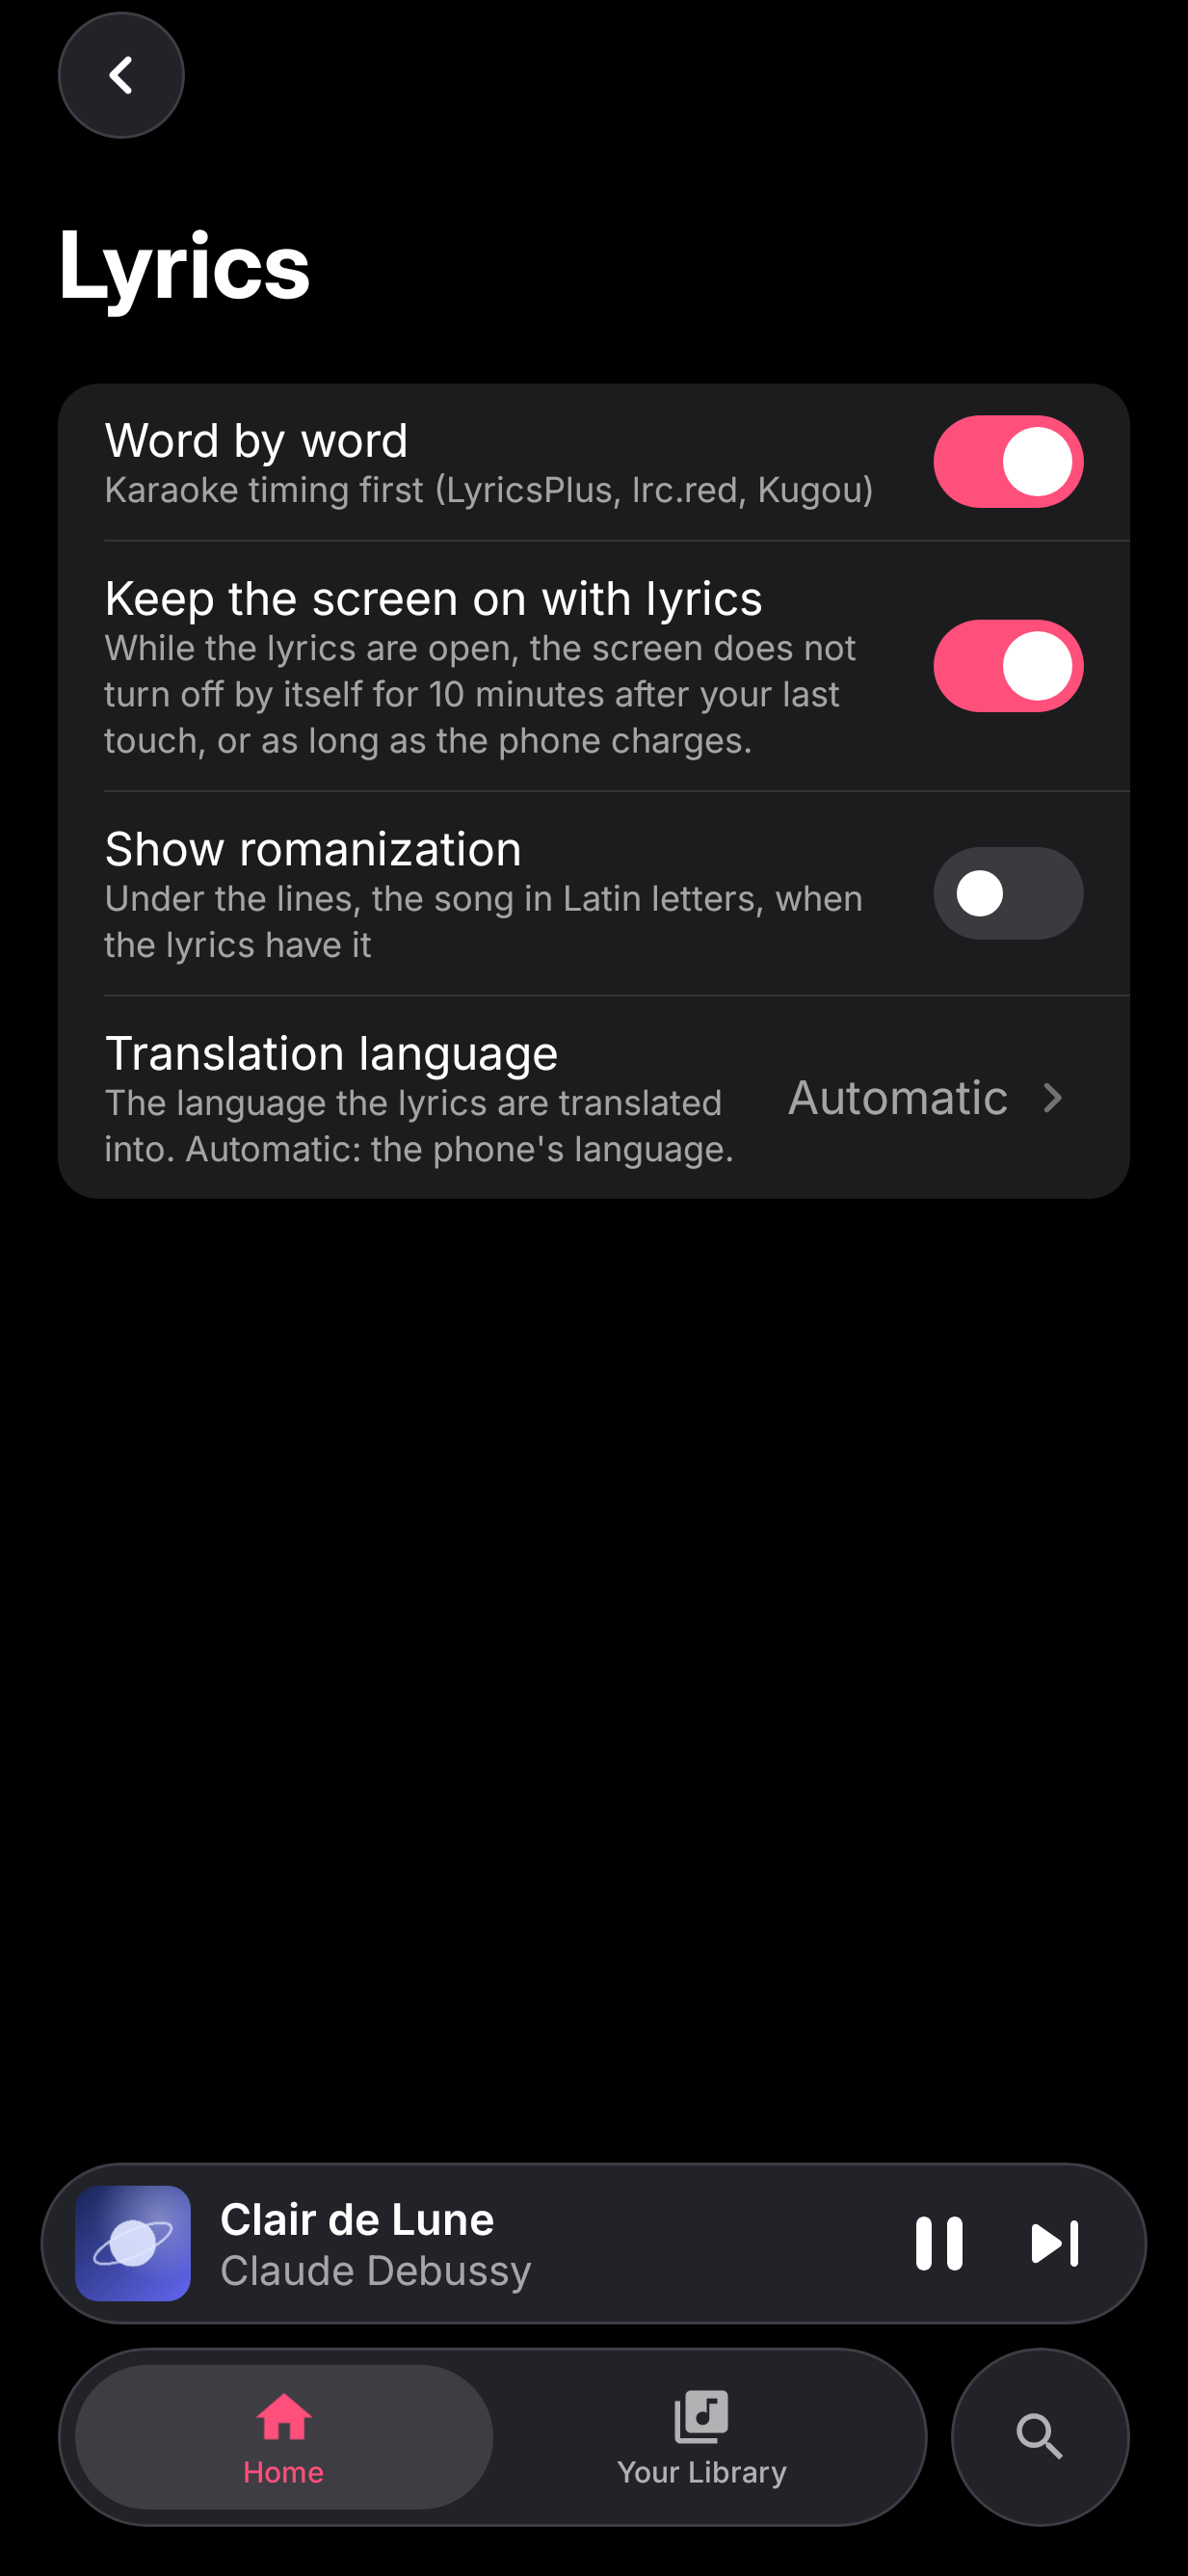 Lyrics
Word by word
Karaoke timing first (LyricsPlus, lrc.red, Kugou)
Keep the screen on with lyrics
While the lyrics are open, the screen does not
turn off by itself for 10 minutes after your last
touch, or as long as the phone charges.
Show romanization
Under the lines, the song in Latin letters, when
the lyrics have it
Translation language
The language the lyrics are translated
into. Automatic: the phone's language.
Automatic
Clair de Lune
Claude Debussy
Home
Your Library